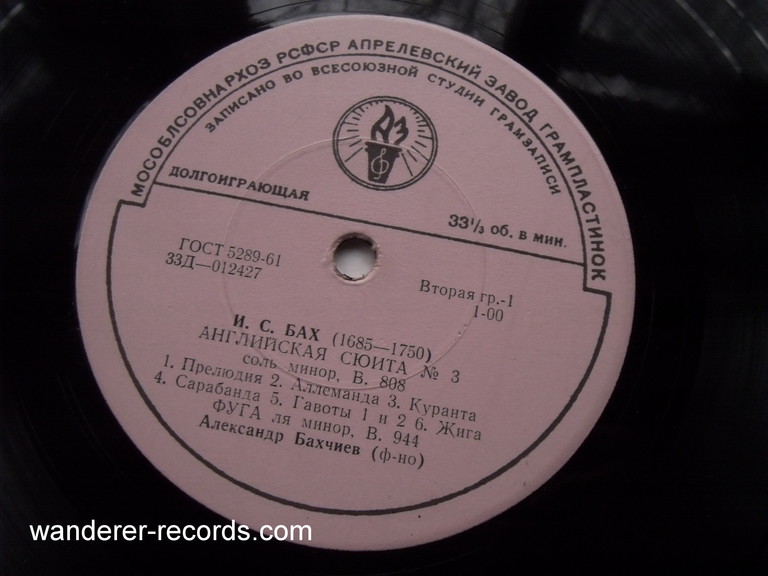 МОСОБЛСОВНАРХОЗ РСФСР АПРЕЛЕВСКИЙ ЗАВОД ГРАМПЛАСТИНОК
ЗАПИСАНО ВО ВСЕСОЮЗНОЙ СТУДИИ ГРАМЗАПИСИ
АЗ
ДОЛГОИГРАЮЩАЯ
33⅓ об. в мин.
ГОСТ 5289-61
33Д—012427
Вторая гр.-1
1-00
И. С. БАХ (1685—1750)
АНГЛИЙСКАЯ СЮИТА № 3
соль минор, В. 808
1. Прелюдия 2. Аллеманда 3. Куранта
4. Сарабанда 5. Гавоты 1 и 2 6. Жига
ФУГА ля минор, В. 944
Александр Бахчиев (ф-но)
wanderer-records.com